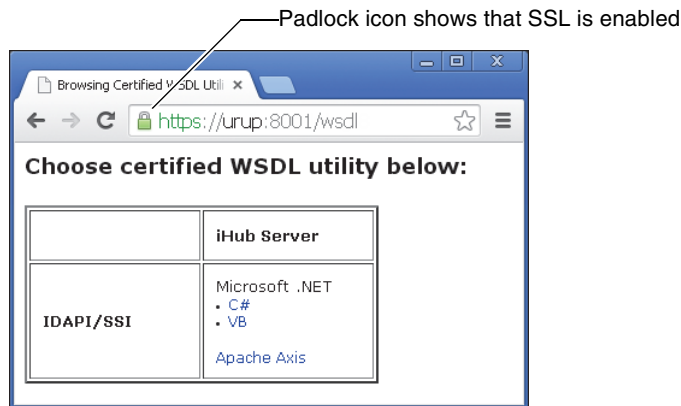 Padlock icon shows that SSL is enabled
Browsing Certified WSDL Utili
https://urup:8001/wsdl
Choose certified WSDL utility below:
iHub Server
IDAPI/SSI
Microsoft .NET
• C#
• VB
Apache Axis